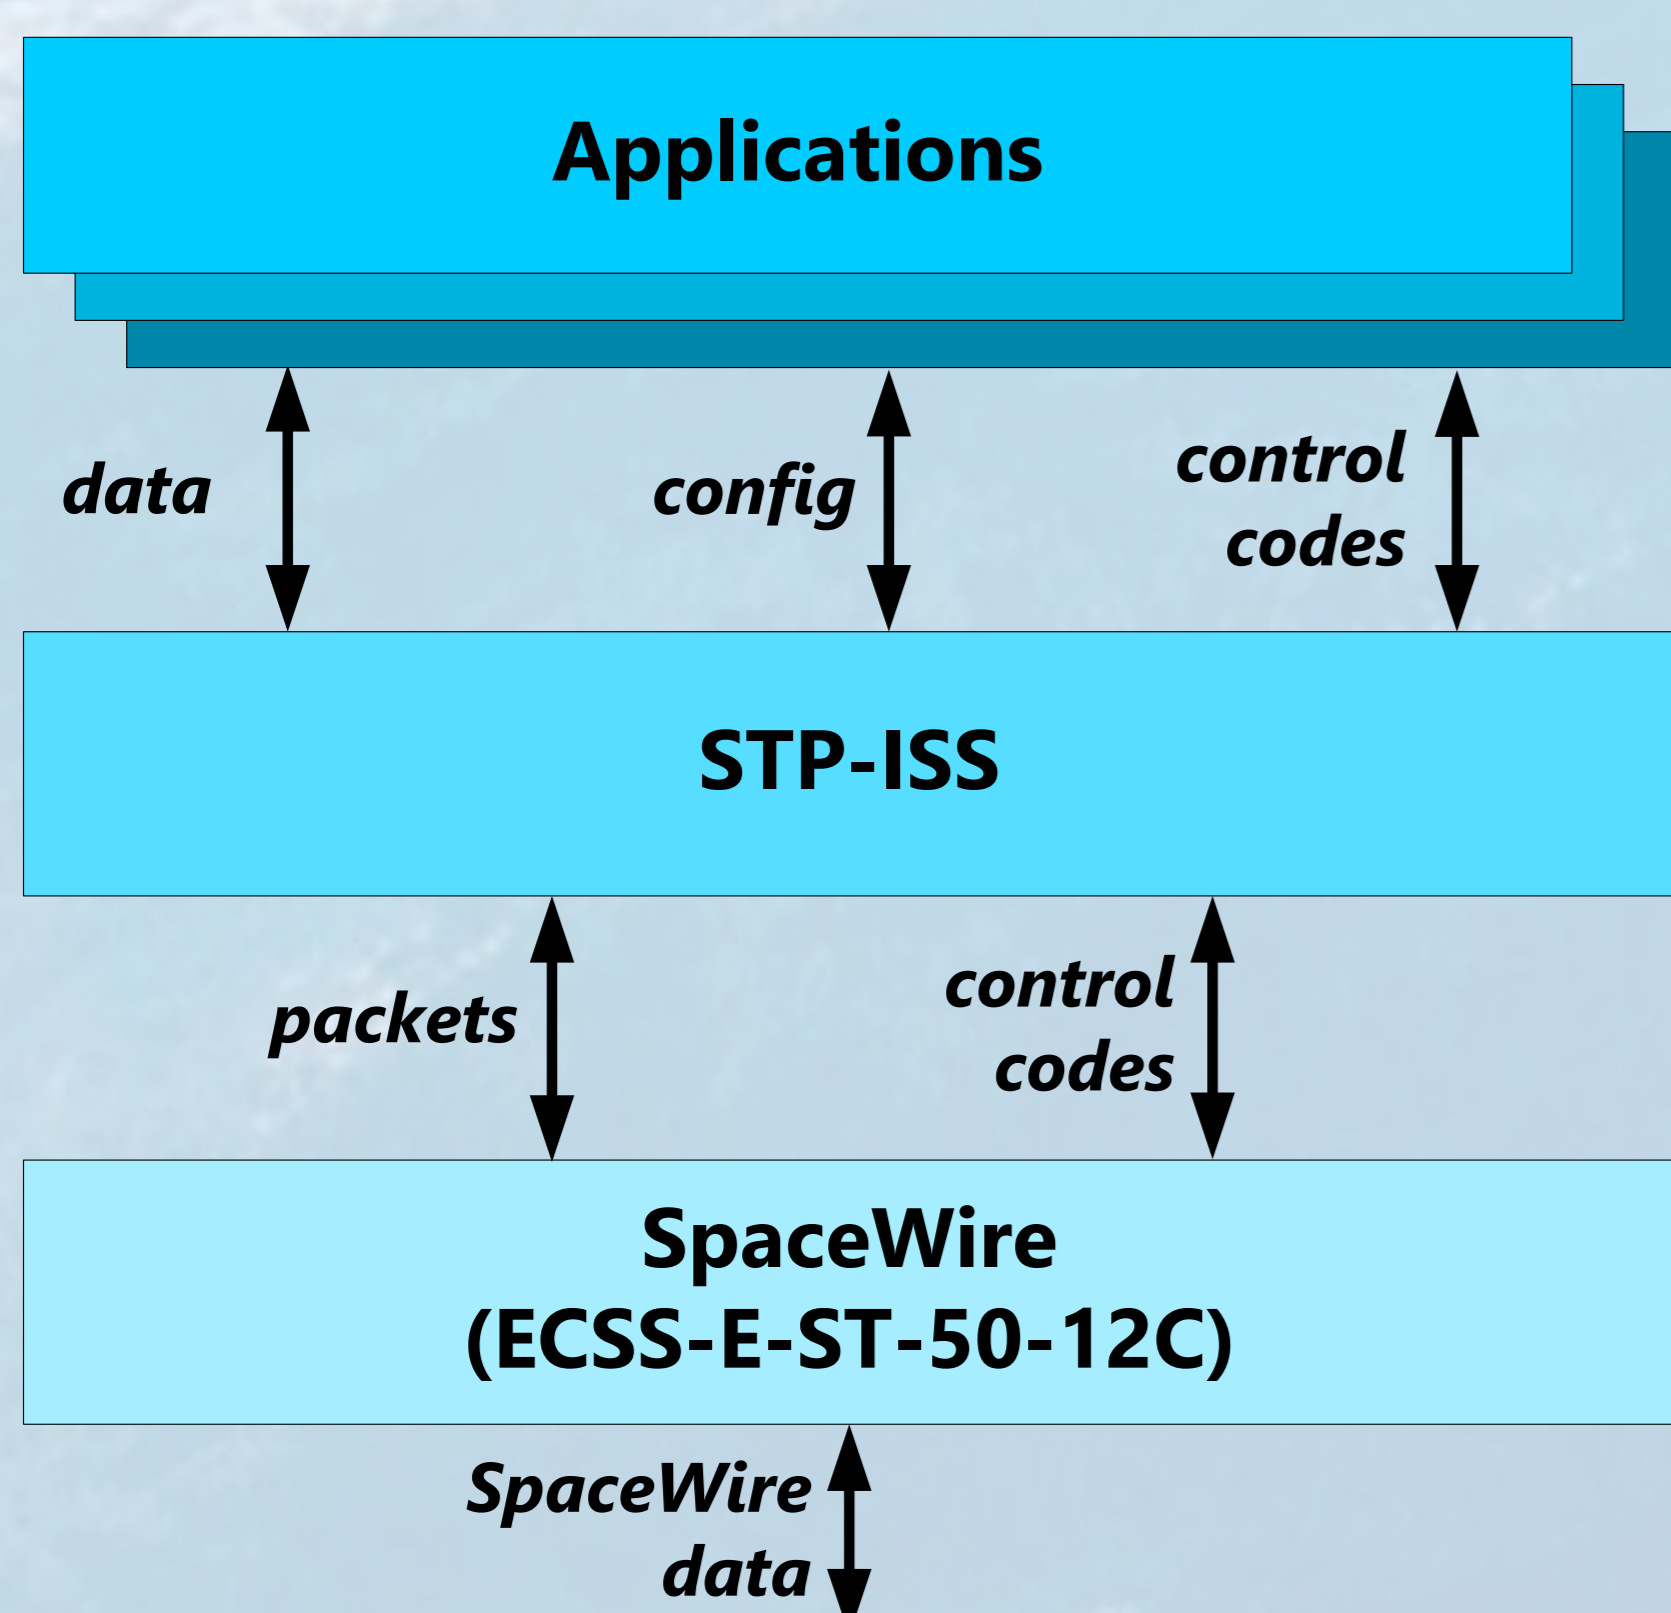 Applications
data
config
control
codes
STP-ISS
packets
control
codes
SpaceWire
(ECSS-E-ST-50-12C)
SpaceWire
data